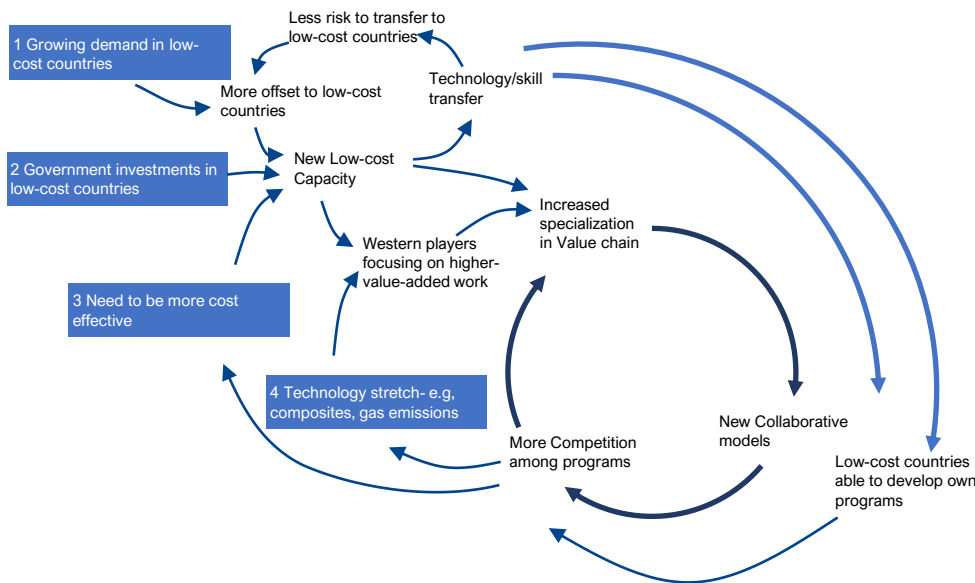 Less risk to transfer to
low-cost countries
1 Growing demand in low-
cost countries
Technology/skill
transfer
More offset to low-cost
countries
2 Government investments in
low-cost countries
New Low-cost
Capacity
Increased
specialization
in Value chain
Western players
focusing on higher-
value-added work
3 Need to be more cost
effective
4 Technology stretch- e.g,
composites, gas emissions
More Competition
among programs
New Collaborative
models
Low-cost countries
able to develop own
programs